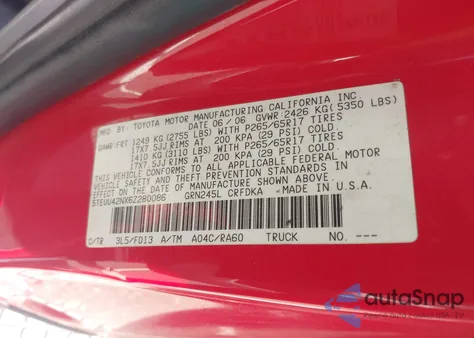 MFD. BY: TOYOTA MOTOR MANUFACTURING CALIFORNIA INC.
DATE 06/06 GVWR: 2426 KG(5350 LBS)
GAWR: FRT 1249 KG (2755 LBS) WITH P265/65R17 TIRES
17X7.5JJ RIMS AT 200 KPA (29 PSI) COLD.
1410 KG (3110 LBS) WITH P265/65R17 TIRES
17X7.5JJ RIMS AT 200 KPA (29 PSI) COLD.
THIS VEHICLE CONFORMS TO ALL APPLICABLE FEDERAL MOTOR
VEHICLE SAFETY AND THEFT PREVENTION STANDARDS IN
EFFECT ON THE DATE OF MANUFACTURE SHOWN ABOVE.
5TEUU42NX6Z280086 GRN245L CRFDKA
C/TR 3L5/FD13 A/TM A04C/RA60 TRUCK NO.---
autoSnap